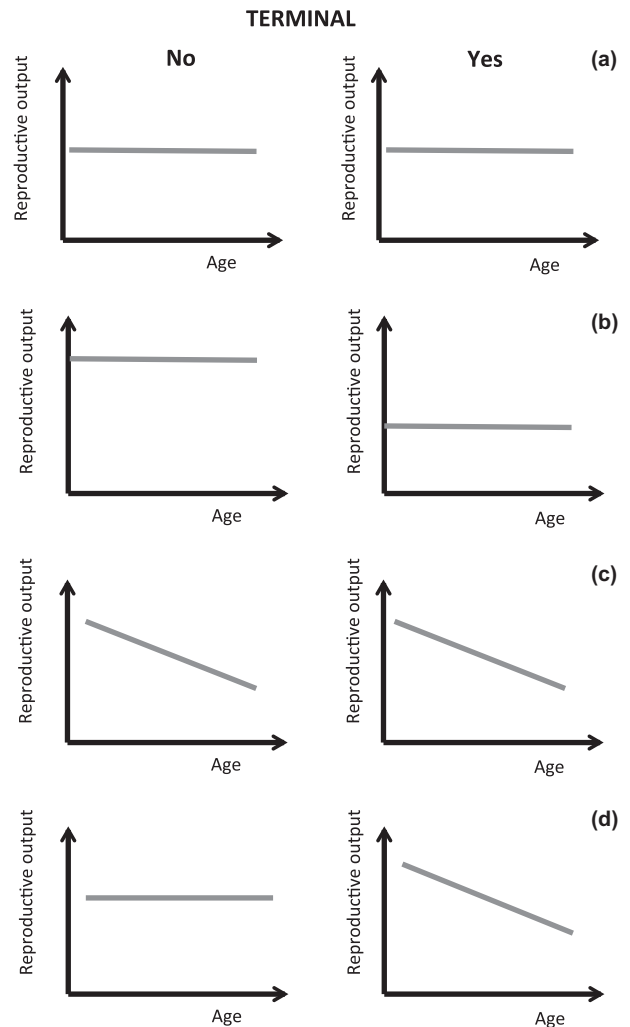 TERMINAL
No
Yes
(a)
Reproductive output
Age
Reproductive output
Age
(b)
Reproductive output
Age
Reproductive output
Age
(c)
Reproductive output
Age
Reproductive output
Age
(d)
Reproductive output
Age
Reproductive output
Age